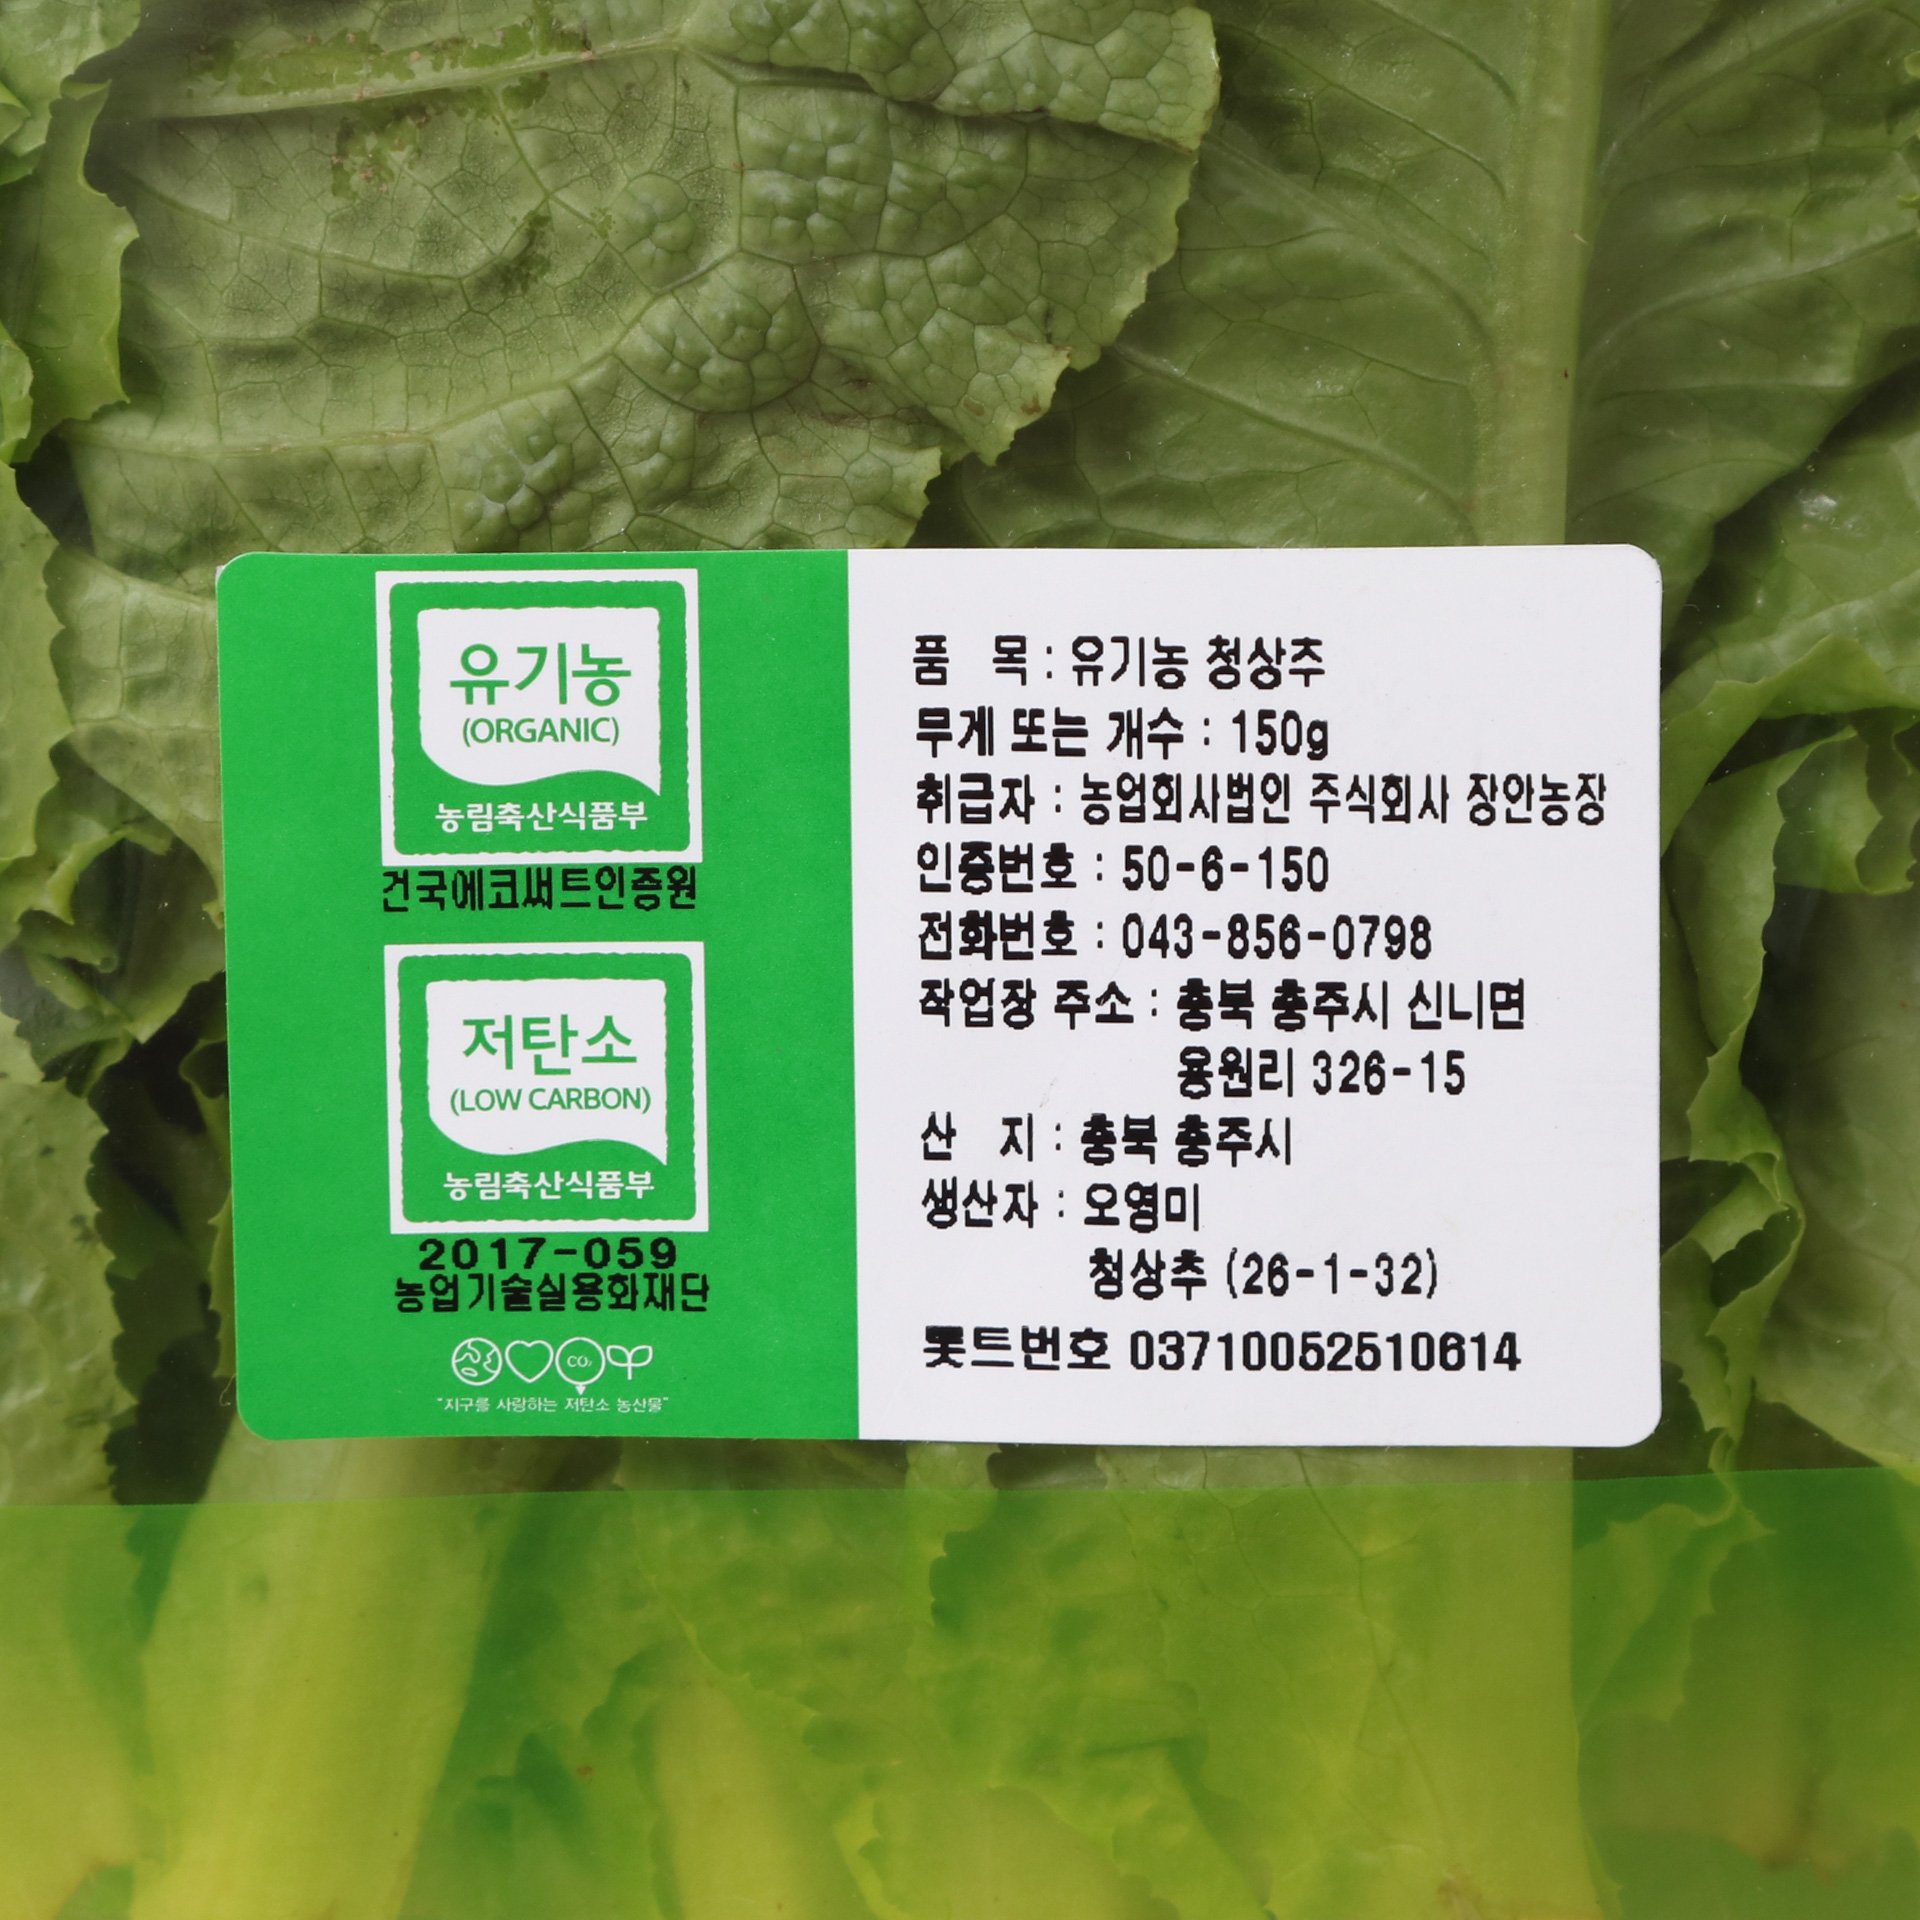 유기농
(ORGANIC)
농림축산식품부
건국에코써트인증원
저탄소
(LOW CARBON)
농림축산식품부
2017-059
농업기술실용화재단
CO₂
"지구를 사랑하는 저탄소 농산물"
품 목 : 유기농 청상추
무게 또는 개수 : 150g
취급자 : 농업회사법인 주식회사 장안농장
인증번호 : 50-6-150
전화번호 : 043-856-0798
작업장 주소 : 충북 충주시 신니면
용원리 326-15
산 지 : 충북 충주시
생산자 : 오영미
청상추 (26-1-32)
롯트번호 03710052510614